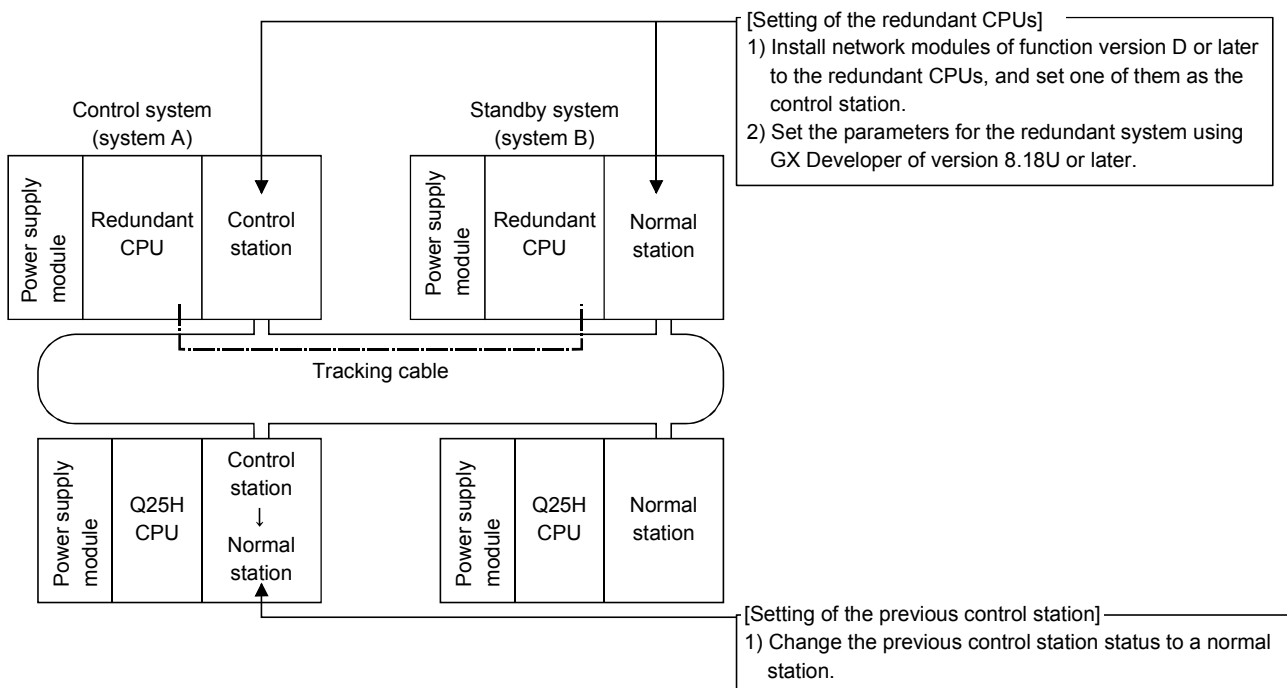 [Setting of the redundant CPUs]
1) Install network modules of function version D or later
to the redundant CPUs, and set one of them as the
control station.
2) Set the parameters for the redundant system using
GX Developer of version 8.18U or later.
Control system
(system A)
Standby system
(system B)
Power supply
module
Redundant
CPU
Control
station
Power supply
module
Redundant
CPU
Normal
station
Tracking cable
Power supply
module
Q25H
CPU
Control
station
↓
Normal
station
Power supply
module
Q25H
CPU
Normal
station
[Setting of the previous control station]
1) Change the previous control station status to a normal
station.